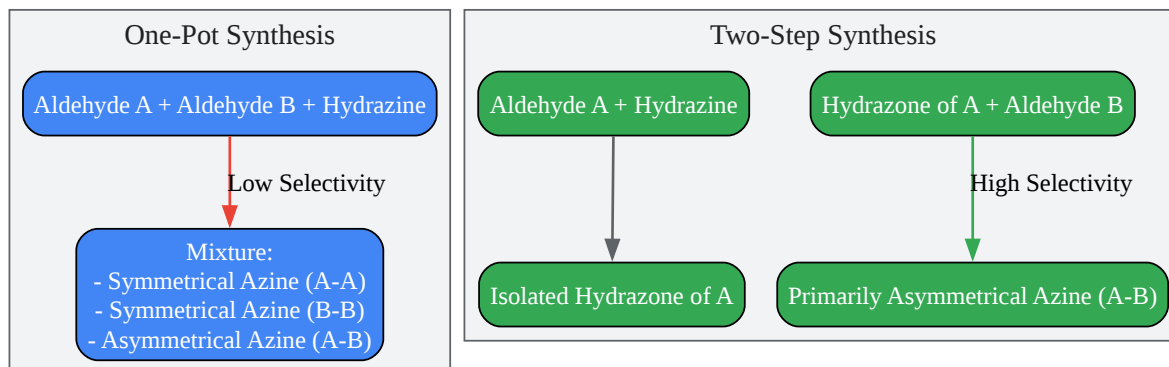 One-Pot Synthesis
Aldehyde A + Aldehyde B + Hydrazine
Low Selectivity
Mixture:
- Symmetrical Azine (A-A)
- Symmetrical Azine (B-B)
- Asymmetrical Azine (A-B)
Two-Step Synthesis
Aldehyde A + Hydrazine
Isolated Hydrazone of A
Hydrazone of A + Aldehyde B
High Selectivity
Primarily Asymmetrical Azine (A-B)